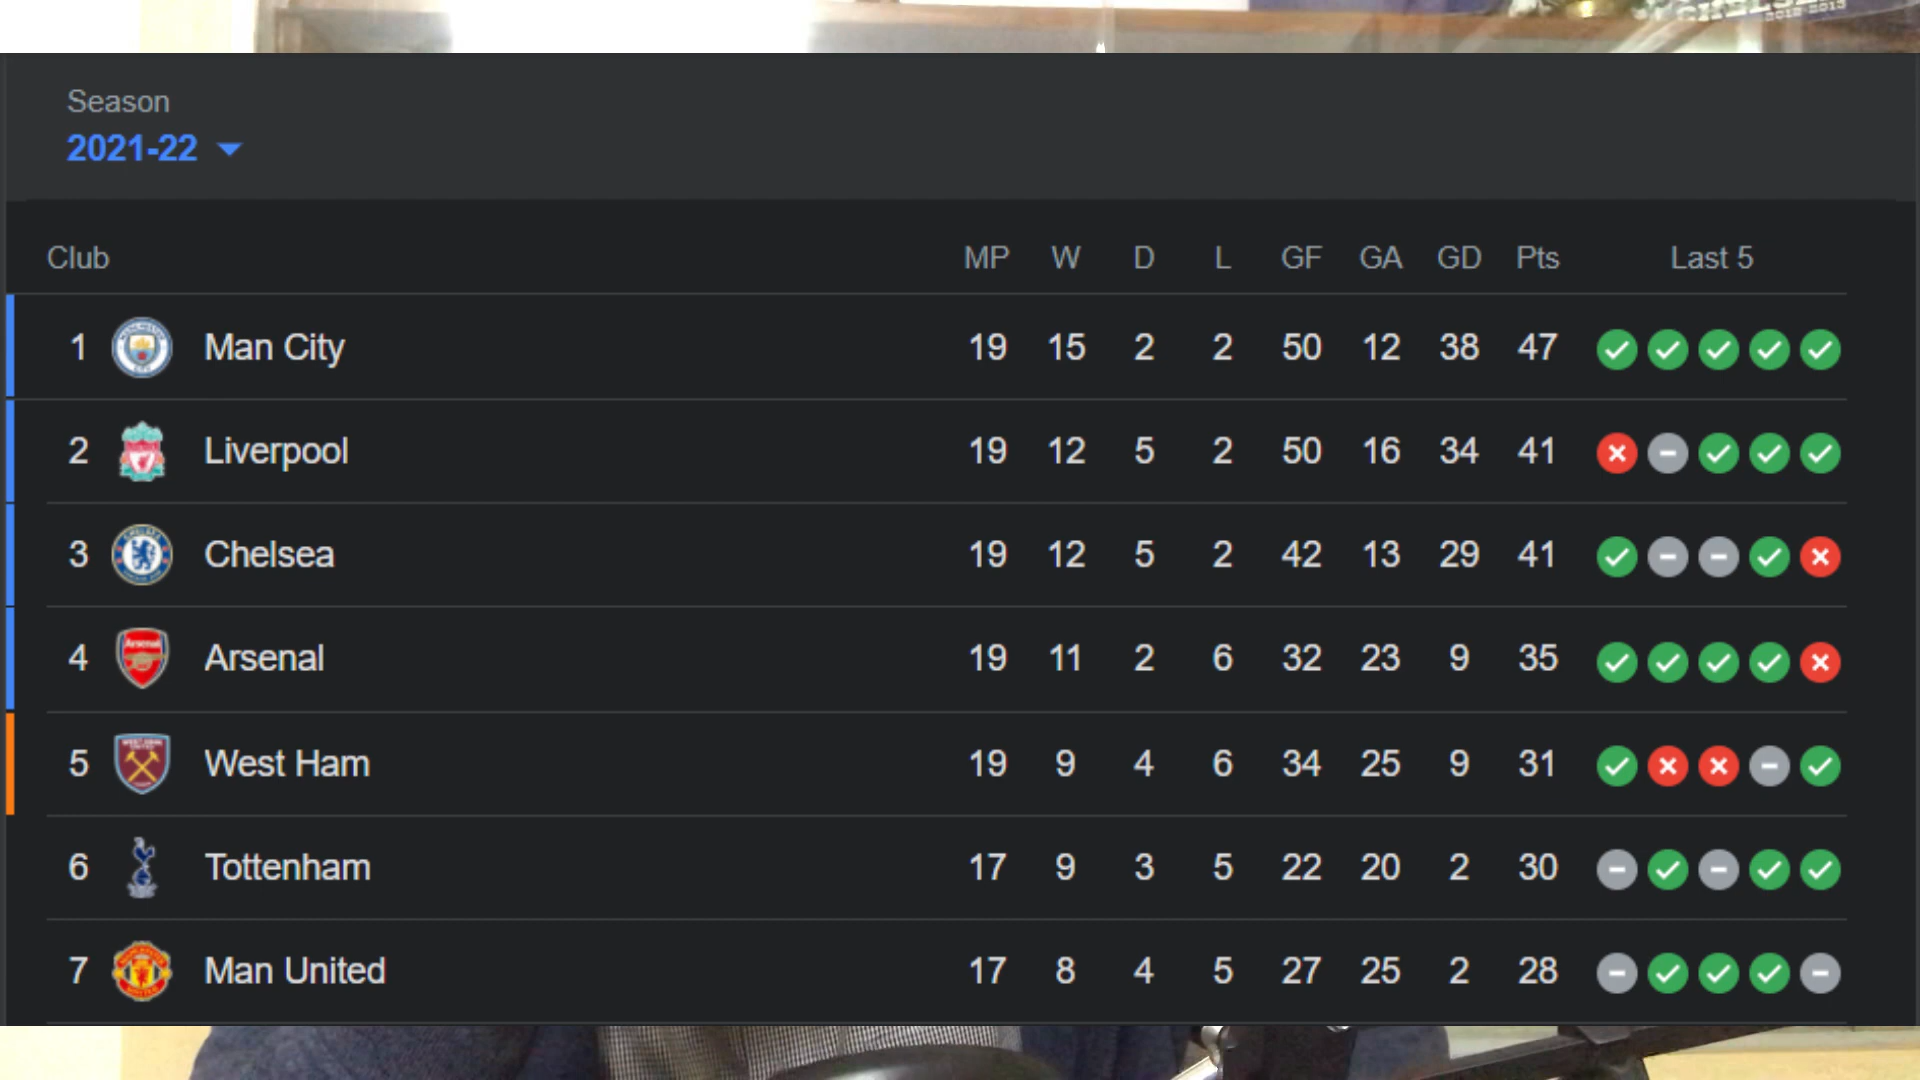 CHELSEA
2012-2013
Season
2021-22
Club MP W D L GF GA GD Pts Last 5
1 Man City 19 15 2 2 50 12 38 47
2 Liverpool 19 12 5 2 50 16 34 41
3 Chelsea 19 12 5 2 42 13 29 41
4 Arsenal 19 11 2 6 32 23 9 35
5 West Ham 19 9 4 6 34 25 9 31
6 Tottenham 17 9 3 5 22 20 2 30
7 Man United 17 8 4 5 27 25 2 28